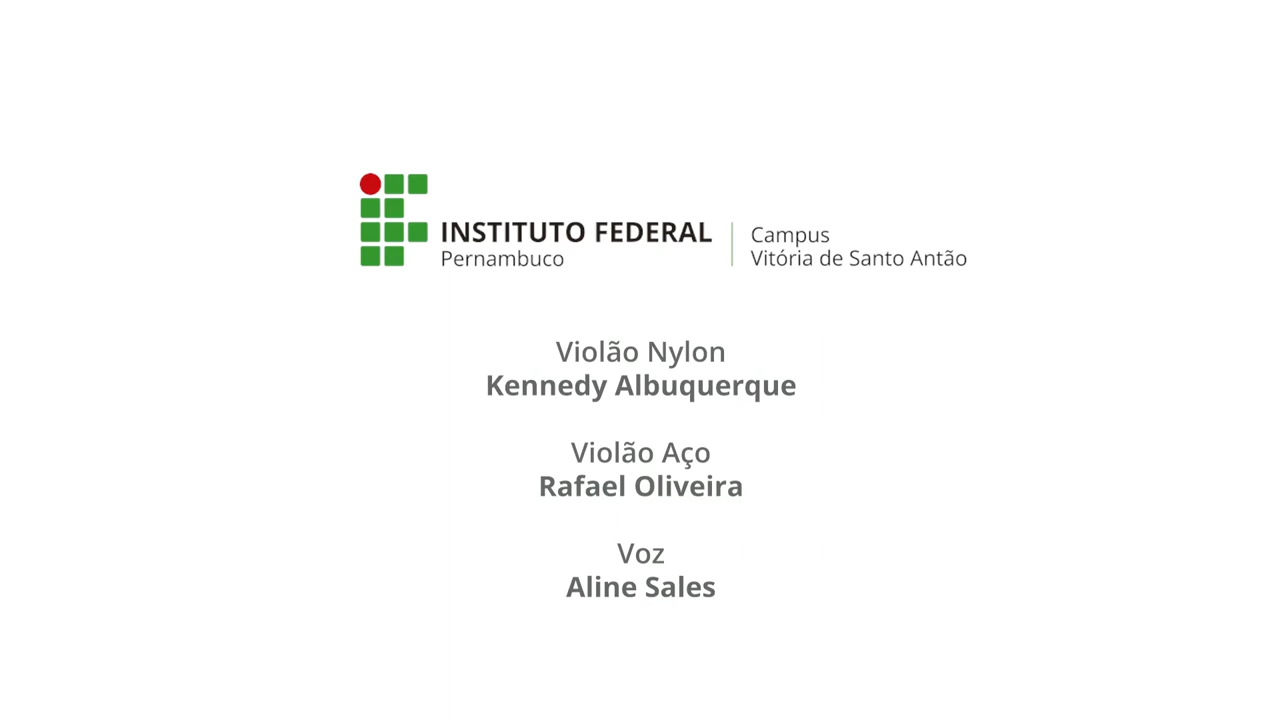 INSTITUTO FEDERAL
Pernambuco
Campus
Vitória de Santo Antão
Violão Nylon
Kennedy Albuquerque
Violão Aço
Rafael Oliveira
Voz
Aline Sales